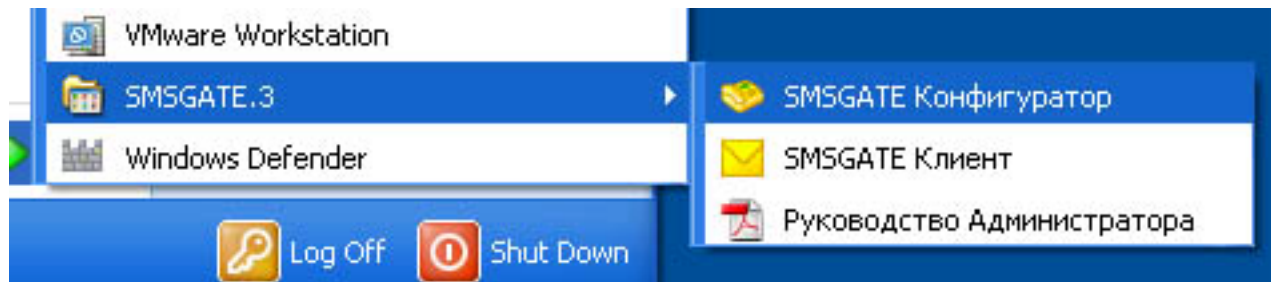 VMware Workstation
SMSGATE.3
Windows Defender
SMSGATE Конфигуратор
SMSGATE Клиент
Руководство Администратора
Log Off
Shut Down